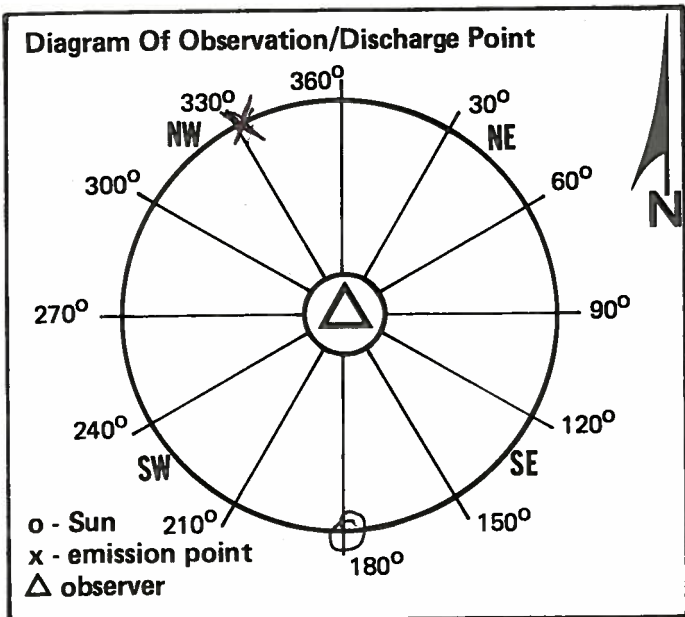 Diagram Of Observation/Discharge Point
360°
330°
30°
NW
NE
300°
60°
N
270°
90°
240°
120°
SW
SE
o - Sun
210°
150°
x - emission point
180°
△ observer